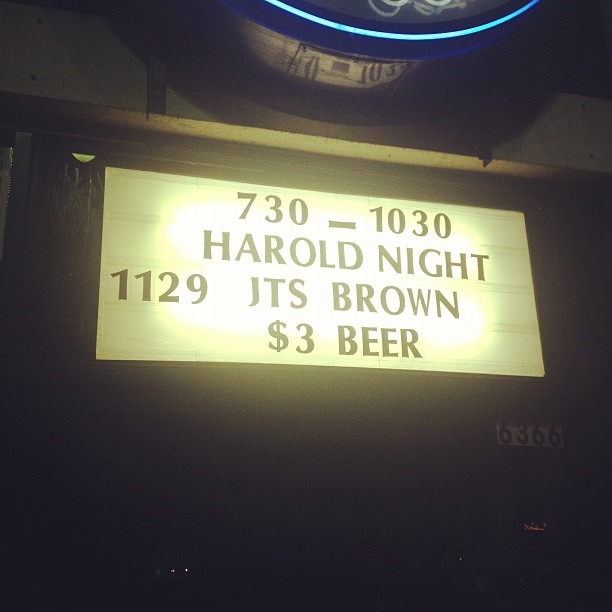 730 – 1030
HAROLD NIGHT
1129 JTS BROWN
$3 BEER
6366